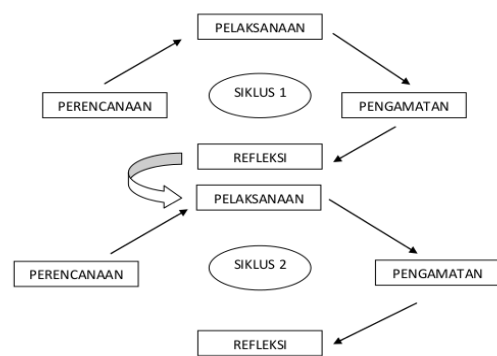 PELAKSANAAN
SIKLUS 1
PERENCANAAN
PENGAMATAN
REFLEKSI
PELAKSANAAN
SIKLUS 2
PERENCANAAN
PENGAMATAN
REFLEKSI